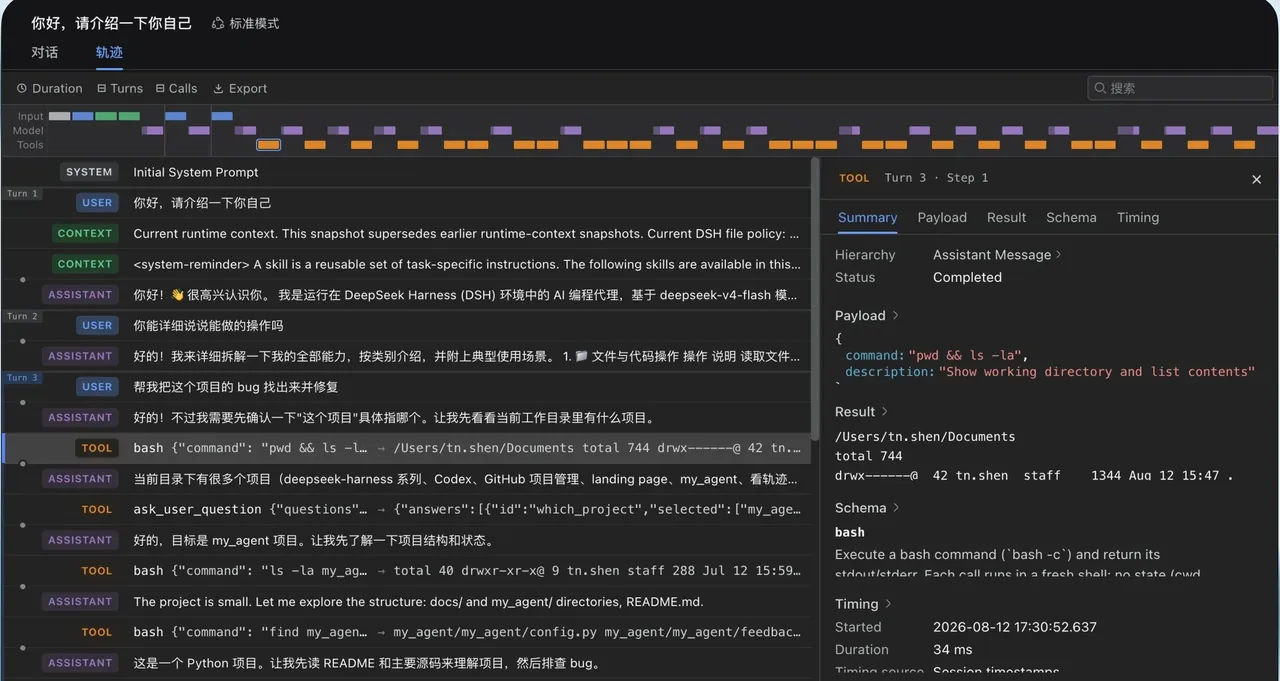 你好，请介绍一下你自己 标准模式
对话 轨迹
Duration Turns Calls Export 搜索
Input
Model
Tools
SYSTEM Initial System Prompt
Turn 1
USER 你好，请介绍一下你自己
CONTEXT Current runtime context. This snapshot supersedes earlier runtime-context snapshots. Current DSH file policy: ...
CONTEXT <system-reminder> A skill is a reusable set of task-specific instructions. The following skills are available in this...
ASSISTANT 你好！👋 很高兴认识你。 我是运行在 DeepSeek Harness (DSH) 环境中的 AI 编程代理，基于 deepseek-v4-flash 模...
Turn 2
USER 你能详细说说能做的操作吗
ASSISTANT 好的！我来详细拆解一下我的全部能力，按类别介绍，并附上典型使用场景。 1. 📁 文件与代码操作 操作 说明 读取文件...
Turn 3
USER 帮我把这个项目的 bug 找出来并修复
ASSISTANT 好的！不过我需要先确认一下"这个项目"具体指哪个。让我先看看当前工作目录里有什么项目。
TOOL bash {"command": "pwd && ls -l… → /Users/tn.shen/Documents total 744 drwx------@ 42 tn.…
ASSISTANT 当前目录下有很多个项目（deepseek-harness 系列、Codex、GitHub 项目管理、landing page、my_agent、看轨迹...
TOOL ask_user_question {"questions"… → {"answers":[{"id":"which_project","selected":["my_age…
ASSISTANT 好的，目标是 my_agent 项目。让我先了解一下项目结构和状态。
TOOL bash {"command": "ls -la my_ag… → total 40 drwxr-xr-x@ 9 tn.shen staff 288 Jul 12 15:59…
ASSISTANT The project is small. Let me explore the structure: docs/ and my_agent/ directories, README.md.
TOOL bash {"command": "find my_agen… → my_agent/my_agent/config.py my_agent/my_agent/feedbac…
ASSISTANT 这是一个 Python 项目。让我先读 README 和主要源码来理解项目，然后排查 bug。
TOOL Turn 3 · Step 1 ×
Summary Payload Result Schema Timing
Hierarchy Assistant Message >
Status Completed
Payload >
{
command: "pwd && ls -la",
description: "Show working directory and list contents"
Result >
/Users/tn.shen/Documents
total 744
drwx------@ 42 tn.shen staff 1344 Aug 12 15:47 .
Schema >
bash
Execute a bash command (`bash -c`) and return its
stdout/stderr. Each call runs in a fresh shell: no state (cwd,
Timing >
Started 2026-08-12 17:30:52.637
Duration 34 ms
Timing source Session timestamps